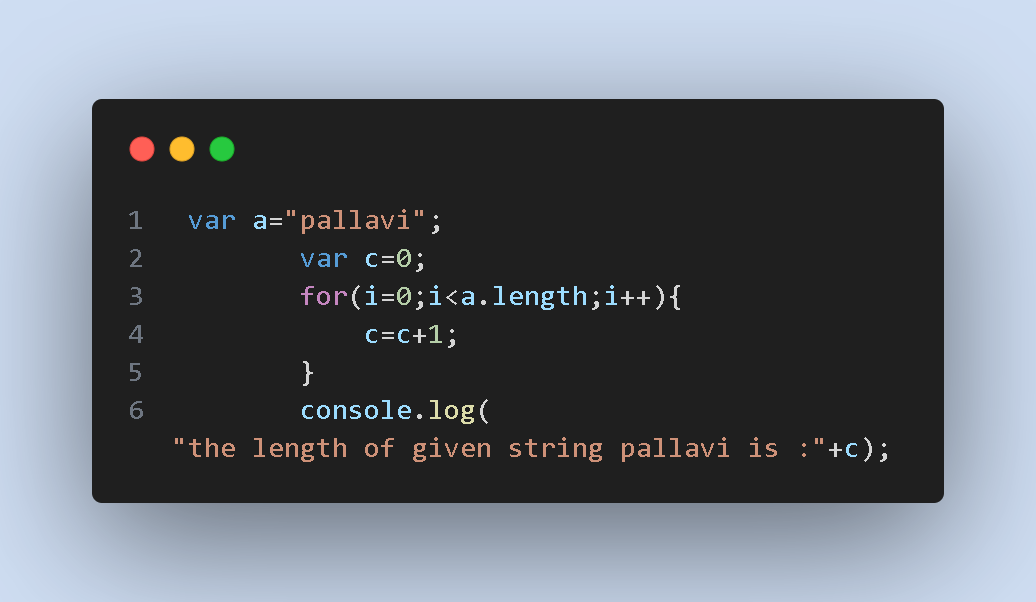 1 var a="pallavi";
2 var c=0;
3 for(i=0;i<a.length;i++){
4 c=c+1;
5 }
6 console.log(
"the length of given string pallavi is :"+c);